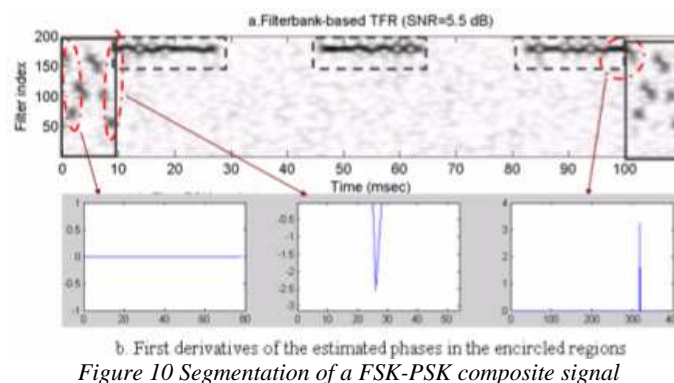 a.Filterbank-based TFR (SNR=5.5 dB)
Filter index
200
150
100
50
0 10 20 30 40 50 60 70 80 90 100
Time (msec)
1
0.5
0
-0.5
-1
0 20 40 60 80
-0.5
-1
-1.5
-2
-2.5
-3
0 10 20 30 40 50
4
3
2
1
0
0 100 200 300 400
b. First derivatives of the estimated phases in the encircled regions
Figure 10 Segmentation of a FSK-PSK composite signal